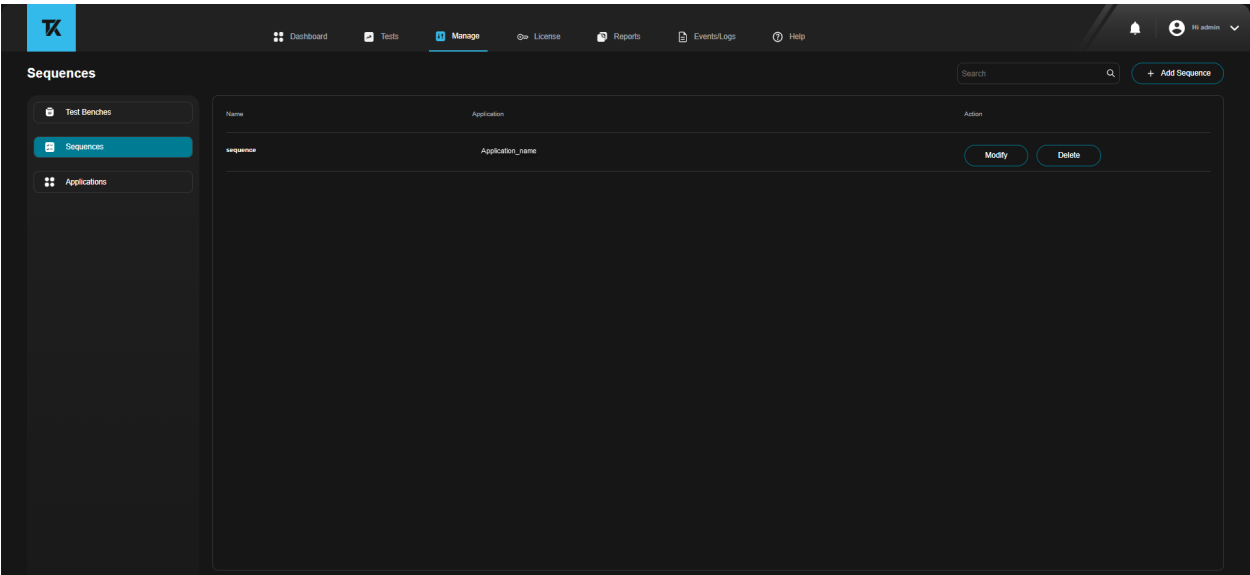 TK
Dashboard Tests Manage License Reports Events/Logs Help Hi admin
Sequences
Search
+ Add Sequence
Test Benches
Sequences
Applications
Name Application Action
sequence Application_name Modify Delete